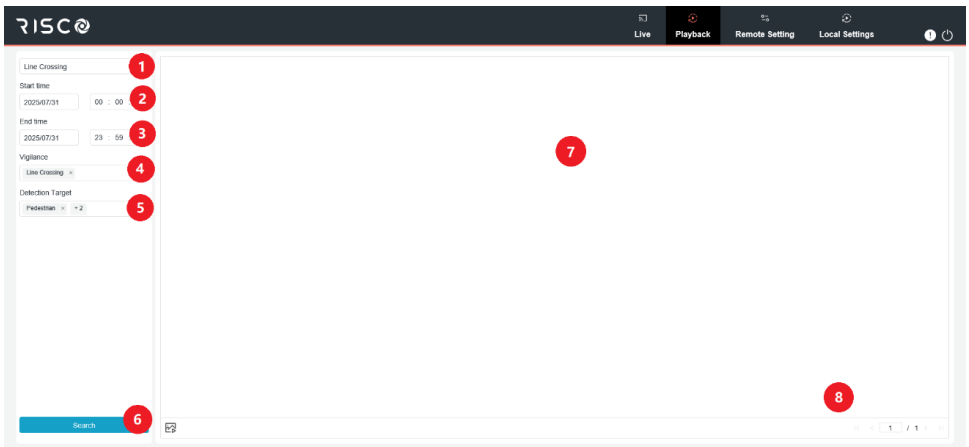 RISCO
Live
Playback
Remote Setting
Local Settings
Line Crossing
1
Start time
2025/07/31
00 : 00 :
2
End time
2025/07/31
23 : 59
3
Vigilance
Line Crossing ×
4
Detection Target
Pedestrian × +2
5
7
8
Search
6
1 / 1